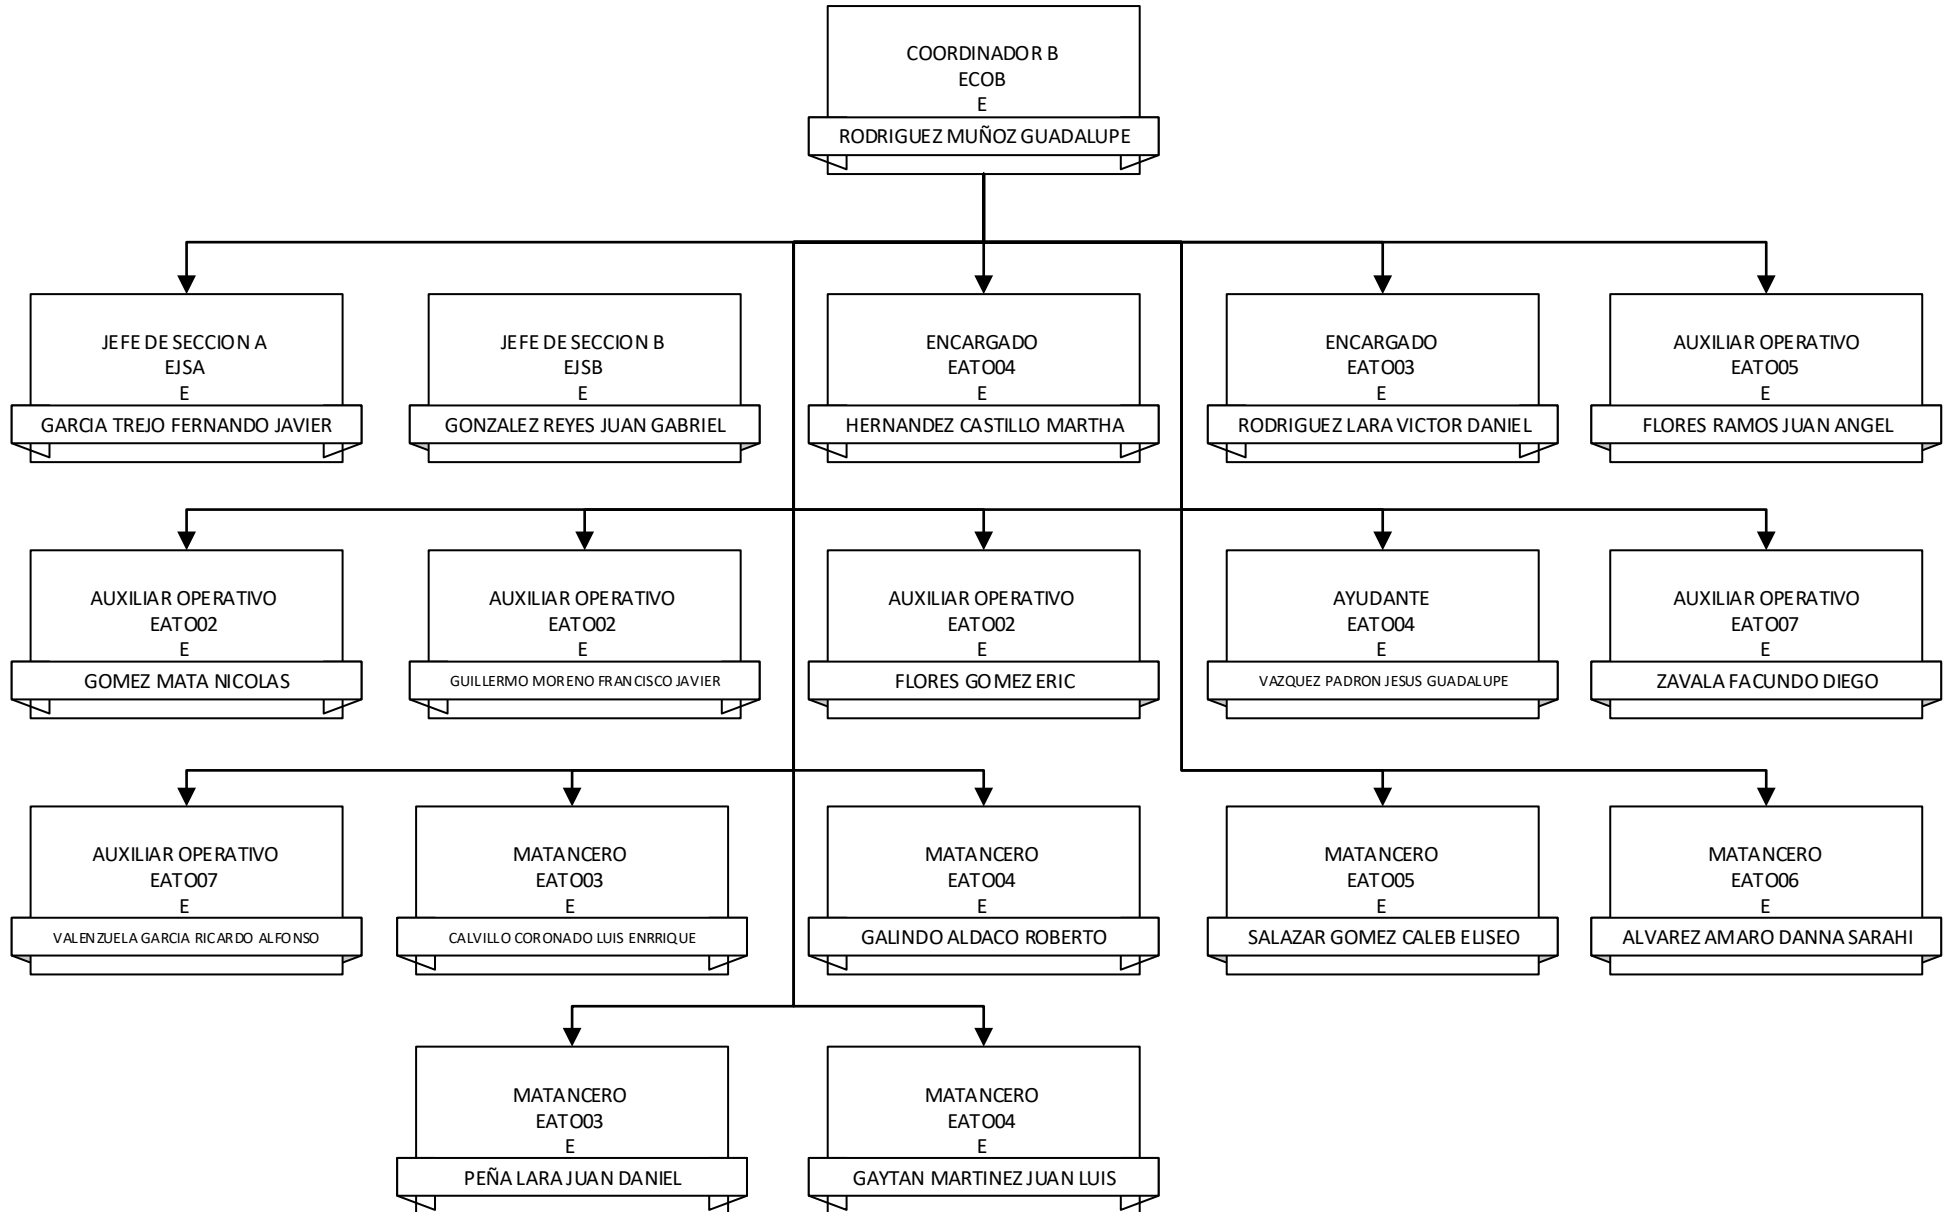 COORDINADOR B
ECOB
E
RODRIGUEZ MUÑOZ GUADALUPE
JEFE DE SECCION A
EJSA
E
GARCIA TREJO FERNANDO JAVIER
JEFE DE SECCION B
EJSB
E
GONZALEZ REYES JUAN GABRIEL
ENCARGADO
EATO04
E
HERNANDEZ CASTILLO MARTHA
ENCARGADO
EATO03
E
RODRIGUEZ LARA VICTOR DANIEL
AUXILIAR OPERATIVO
EATO05
E
FLORES RAMOS JUAN ANGEL
AUXILIAR OPERATIVO
EATO02
E
GOMEZ MATA NICOLAS
AUXILIAR OPERATIVO
EATO02
E
GUILLERMO MORENO FRANCISCO JAVIER
AUXILIAR OPERATIVO
EATO02
E
FLORES GOMEZ ERIC
AYUDANTE
EATO04
E
VAZQUEZ PADRON JESUS GUADALUPE
AUXILIAR OPERATIVO
EATO07
E
ZAVALA FACUNDO DIEGO
AUXILIAR OPERATIVO
EATO07
E
VALENZUELA GARCIA RICARDO ALFONSO
MATANCERO
EATO03
E
CALVILLO CORONADO LUIS ENRRIQUE
MATANCERO
EATO04
E
GALINDO ALDACO ROBERTO
MATANCERO
EATO05
E
SALAZAR GOMEZ CALEB ELISEO
MATANCERO
EATO06
E
ALVAREZ AMARO DANNA SARAHI
MATANCERO
EATO03
E
PEÑA LARA JUAN DANIEL
MATANCERO
EATO04
E
GAYTAN MARTINEZ JUAN LUIS